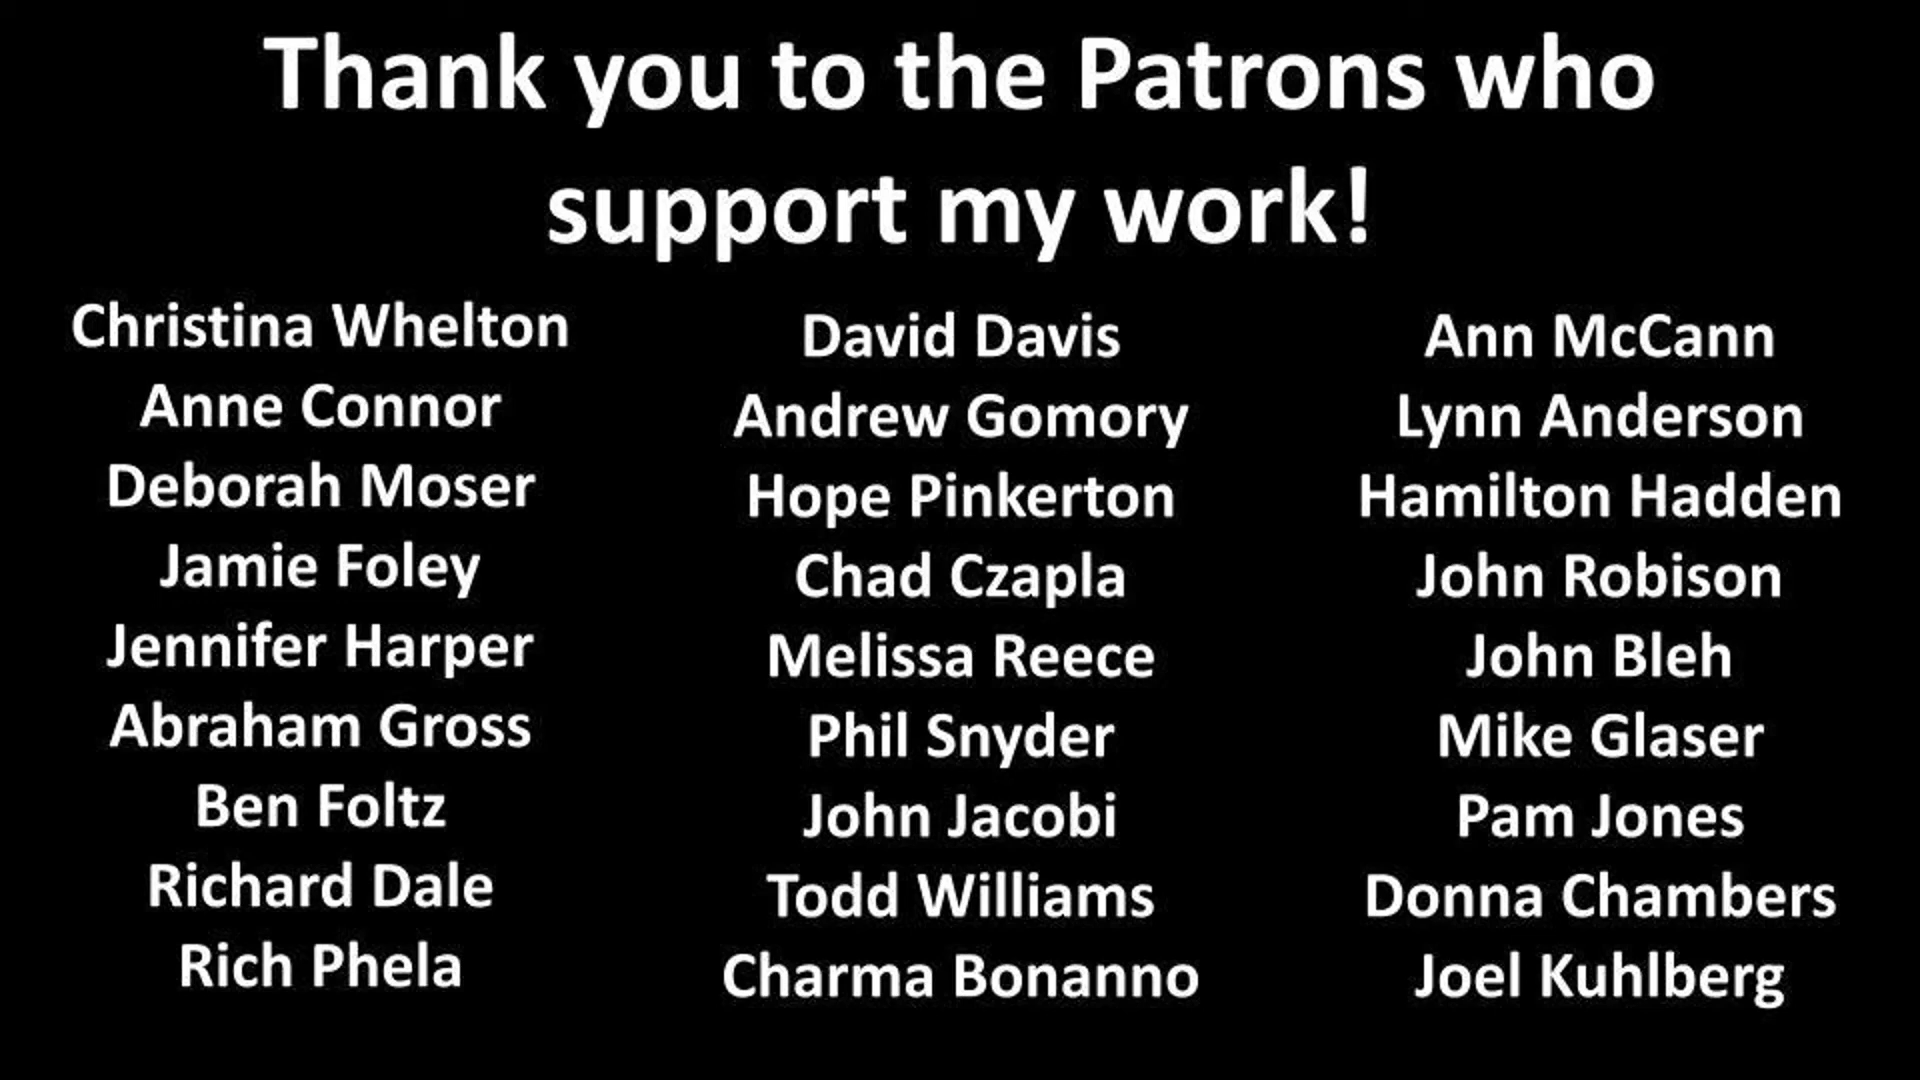 Thank you to the Patrons who
support my work!
Christina Whelton
Anne Connor
Deborah Moser
Jamie Foley
Jennifer Harper
Abraham Gross
Ben Foltz
Richard Dale
Rich Phela
David Davis
Andrew Gomory
Hope Pinkerton
Chad Czapla
Melissa Reece
Phil Snyder
John Jacobi
Todd Williams
Charma Bonanno
Ann McCann
Lynn Anderson
Hamilton Hadden
John Robison
John Bleh
Mike Glaser
Pam Jones
Donna Chambers
Joel Kuhlberg